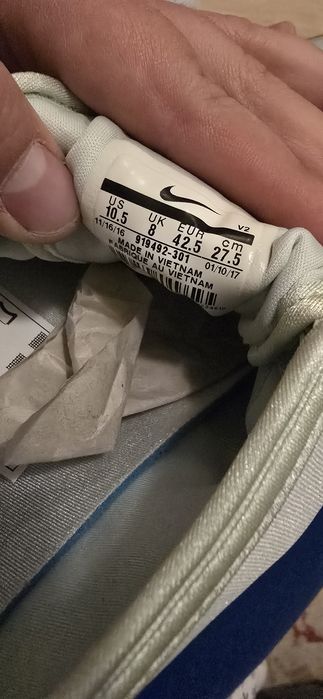 V2
US UK EUR cm
10.5 8 42.5 27.5
11/16/16 01/10/17
919492-301
MADE IN VIETNAM
FABRIQUE AU VIETNAM